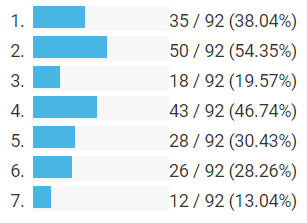 1. 35 / 92 (38.04%)
2. 50 / 92 (54.35%)
3. 18 / 92 (19.57%)
4. 43 / 92 (46.74%)
5. 28 / 92 (30.43%)
6. 26 / 92 (28.26%)
7. 12 / 92 (13.04%)